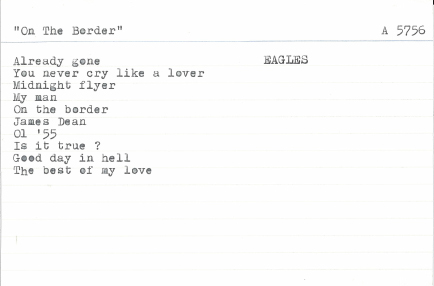 "On The Border" A 5756
Already gone EAGLES
You never cry like a lover
Midnight flyer
My man
On the border
James Dean
Ol '55
Is it true ?
Good day in hell
The best of my love